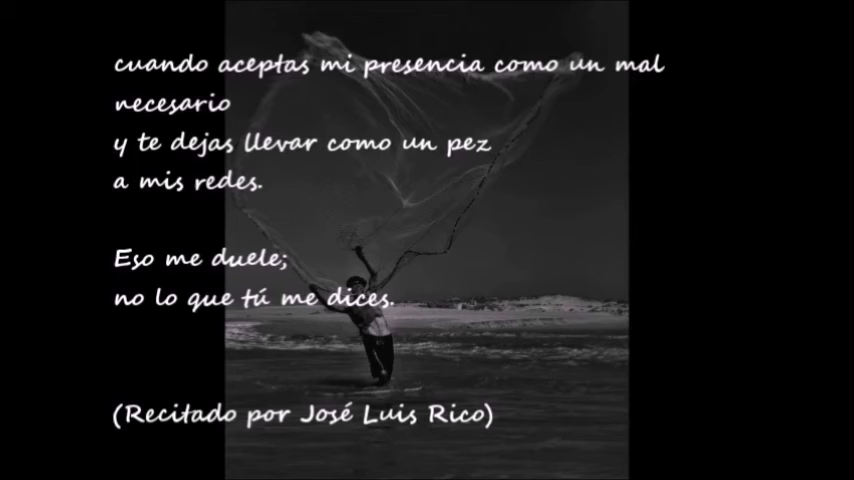 cuando aceptas mi presencia como un mal
necesario
y te dejas llevar como un pez
a mis redes.
Eso me duele;
no lo que tú me dices.
(Recitado por José Luis Rico)